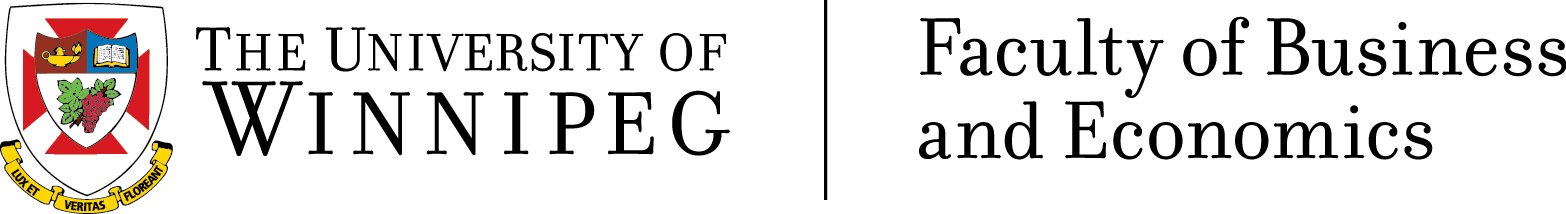 THE UNIVERSITY OF
WINNIPEG
LUX ET
VERITAS
FLOREANT
Faculty of Business
and Economics